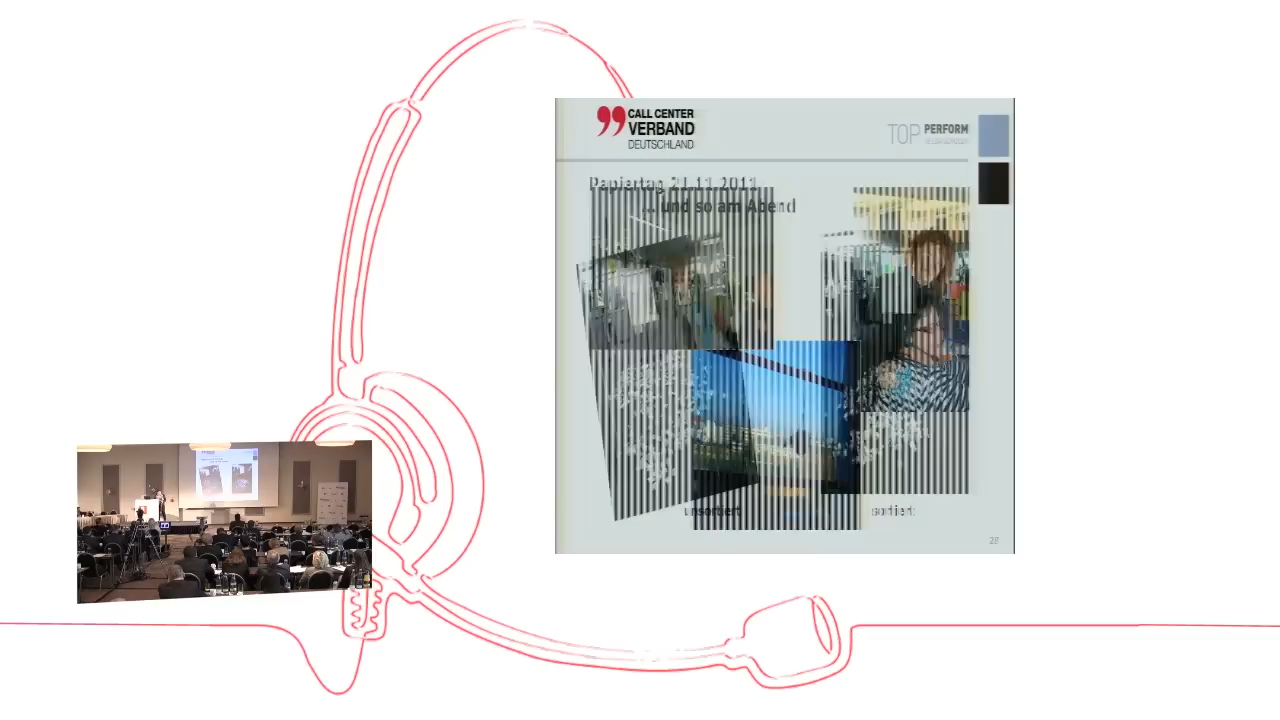 CALL CENTER
VERBAND
DEUTSCHLAND
TOP PERFORM
Papiertag 21.11.2011
... und so am Abend
unsortiert
sortiert
28